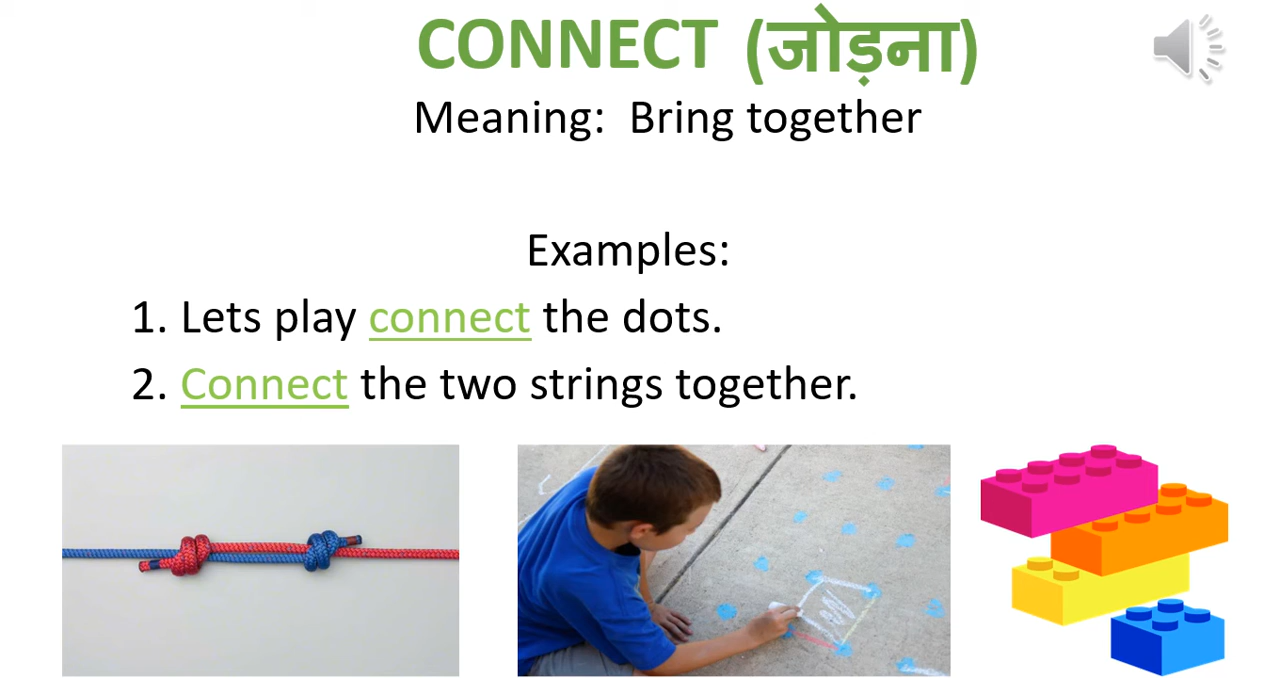 CONNECT (जोड़ना)
Meaning: Bring together
Examples:
1. Lets play connect the dots.
2. Connect the two strings together.